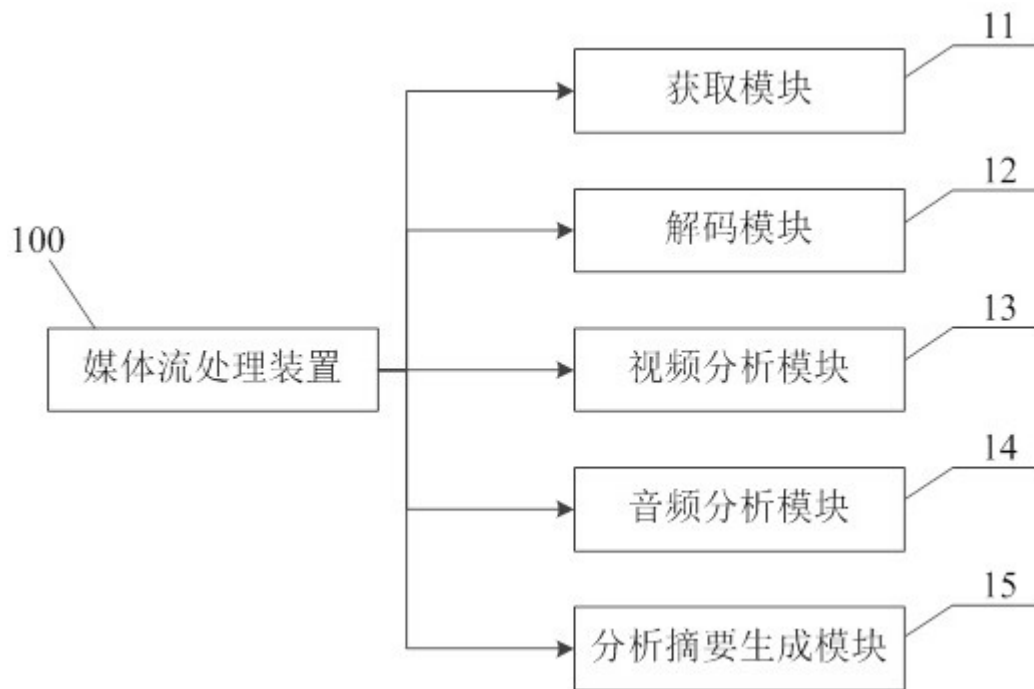 11
获取模块
12
解码模块
100
13
媒体流处理装置
视频分析模块
14
音频分析模块
15
分析摘要生成模块